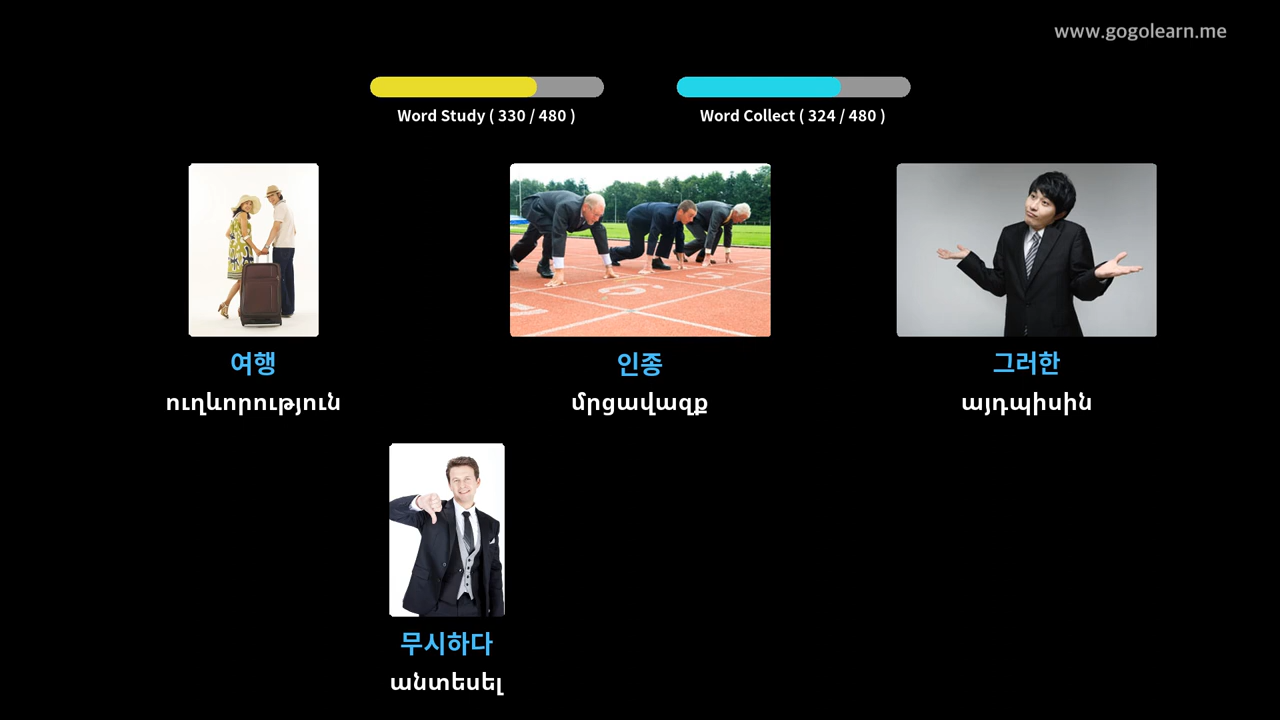 www.gogolearn.me
Word Study ( 330 / 480 )
Word Collect ( 324 / 480 )
여행
인종
그러한
ուղևորություն
մրցավազք
այդպիսին
무시하다
անտեսել